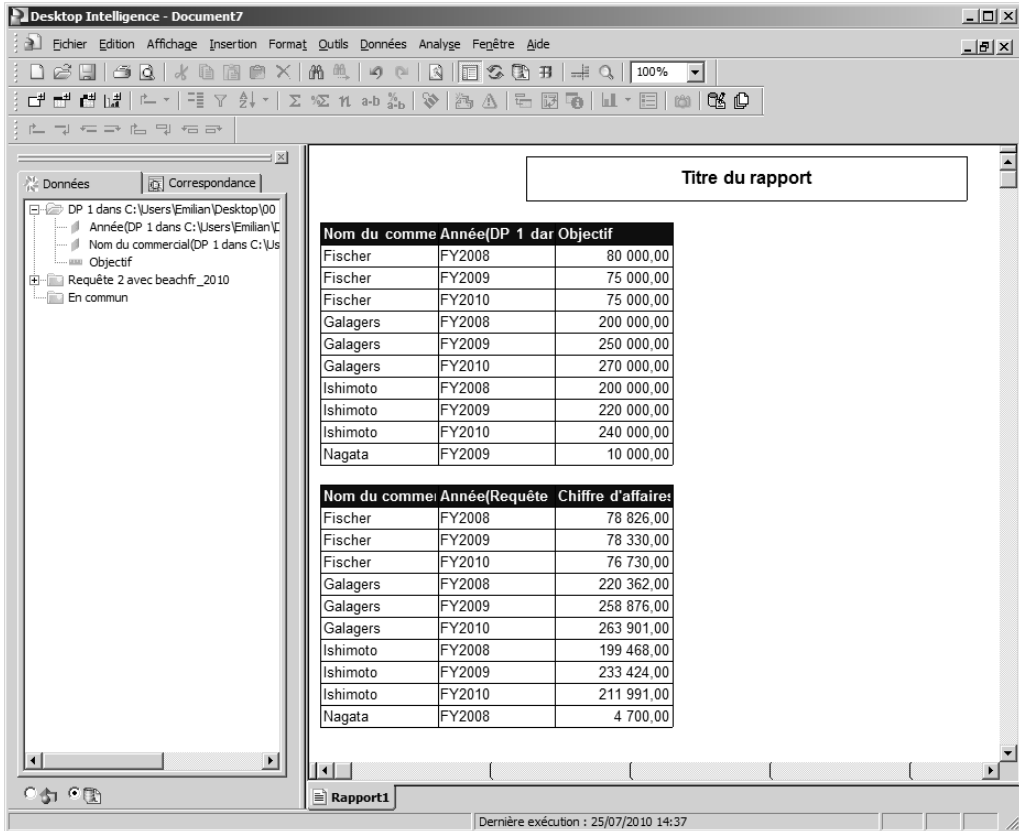 Desktop Intelligence - Document7
Fichier Edition Affichage Insertion Format Outils Données Analyse Fenêtre Aide
100%
Données
Correspondance
DP 1 dans C:\Users\Emilian\Desktop\00
Année(DP 1 dans C:\Users\Emilian\D
Nom du commercial(DP 1 dans C:\Us
Objectif
Requête 2 avec beachfr_2010
En commun
Titre du rapport
Nom du comme Année(DP 1 dar Objectif
Fischer FY2008 80 000,00
Fischer FY2009 75 000,00
Fischer FY2010 75 000,00
Galagers FY2008 200 000,00
Galagers FY2009 250 000,00
Galagers FY2010 270 000,00
Ishimoto FY2008 200 000,00
Ishimoto FY2009 220 000,00
Ishimoto FY2010 240 000,00
Nagata FY2009 10 000,00
Nom du commer Année(Requête Chiffre d'affaires
Fischer FY2008 78 826,00
Fischer FY2009 78 330,00
Fischer FY2010 76 730,00
Galagers FY2008 220 362,00
Galagers FY2009 258 876,00
Galagers FY2010 263 901,00
Ishimoto FY2008 199 468,00
Ishimoto FY2009 233 424,00
Ishimoto FY2010 211 991,00
Nagata FY2008 4 700,00
Rapport1
Dernière exécution : 25/07/2010 14:37